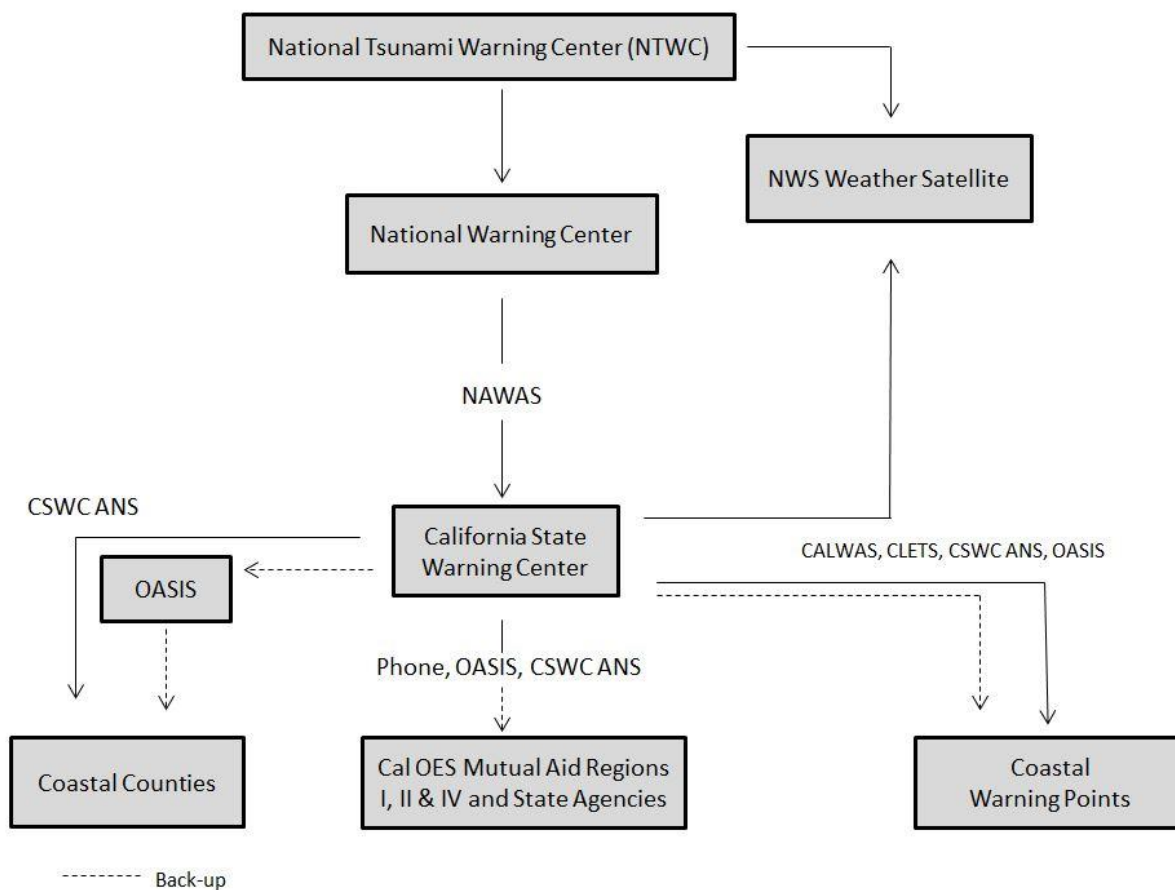 National Tsunami Warning Center (NTWC)
NWS Weather Satellite
National Warning Center
NAWAS
CSWC ANS
California State
Warning Center
CALWAS, CLETS, CSWC ANS, OASIS
OASIS
Phone, OASIS, CSWC ANS
Coastal Counties
Cal OES Mutual Aid Regions
I, II & IV and State Agencies
Coastal
Warning Points
Back-up